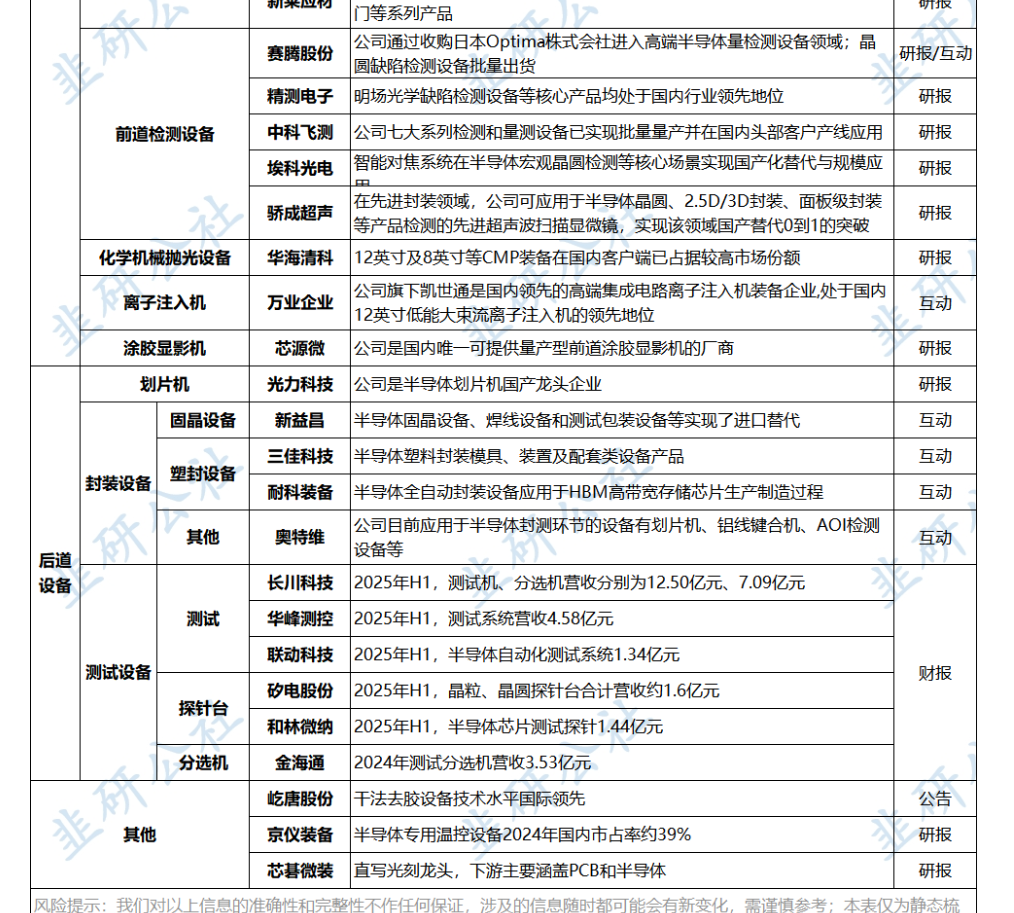 新莱应材
门等系列产品
研报
前道检测设备
赛腾股份
公司通过收购日本Optima株式会社进入高端半导体量检测设备领域；晶
圆缺陷检测设备批量出货
研报/互动
精测电子
明场光学缺陷检测设备等核心产品均处于国内行业领先地位
研报
中科飞测
公司七大系列检测和量测设备已实现批量量产并在国内头部客户产线应用
研报
埃科光电
智能对焦系统在半导体宏观晶圆检测等核心场景实现国产化替代与规模应
用
研报
骄成超声
在先进封装领域，公司可应用于半导体晶圆、2.5D/3D封装、面板级封装
等产品检测的先进超声波扫描显微镜，实现该领域国产替代0到1的突破
研报
化学机械抛光设备
华海清科
12英寸及8英寸等CMP装备在国内客户端已占据较高市场份额
研报
离子注入机
万业企业
公司旗下凯世通是国内领先的高端集成电路离子注入机装备企业,处于国内
12英寸低能大束流离子注入机的领先地位
互动
涂胶显影机
芯源微
公司是国内唯一可提供量产型前道涂胶显影机的厂商
研报
后道
设备
划片机
光力科技
公司是半导体划片机国产龙头企业
研报
封装设备
固晶设备
新益昌
半导体固晶设备、焊线设备和测试包装设备等实现了进口替代
互动
塑封设备
三佳科技
半导体塑料封装模具、装置及配套类设备产品
互动
耐科装备
半导体全自动封装设备应用于HBM高带宽存储芯片生产制造过程
互动
其他
奥特维
公司目前应用于半导体封测环节的设备有划片机、铝线键合机、AOI检测
设备等
互动
测试设备
测试
长川科技
2025年H1，测试机、分选机营收分别为12.50亿元、7.09亿元
财报
华峰测控
2025年H1，测试系统营收4.58亿元
联动科技
2025年H1，半导体自动化测试系统1.34亿元
探针台
矽电股份
2025年H1，晶粒、晶圆探针台合计营收约1.6亿元
和林微纳
2025年H1，半导体芯片测试探针1.44亿元
分选机
金海通
2024年测试分选机营收3.53亿元
其他
屹唐股份
干法去胶设备技术水平国际领先
公告
京仪装备
半导体专用温控设备2024年国内市占率约39%
研报
芯碁微装
直写光刻龙头，下游主要涵盖PCB和半导体
研报
风险提示：我们对以上信息的准确性和完整性不作任何保证，涉及的信息随时都可能会有新变化，需谨慎参考；本表仅为静态梳
韭研公社
韭研公社
韭研公社
韭研公社
韭研公社
韭研公社